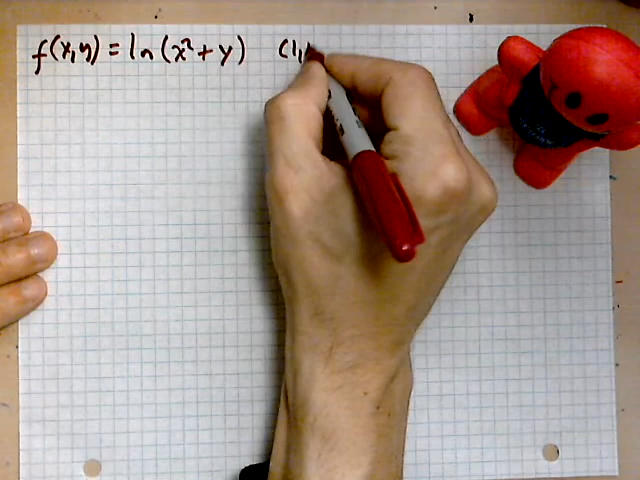 f(x,y) = ln(x²+y) (1,